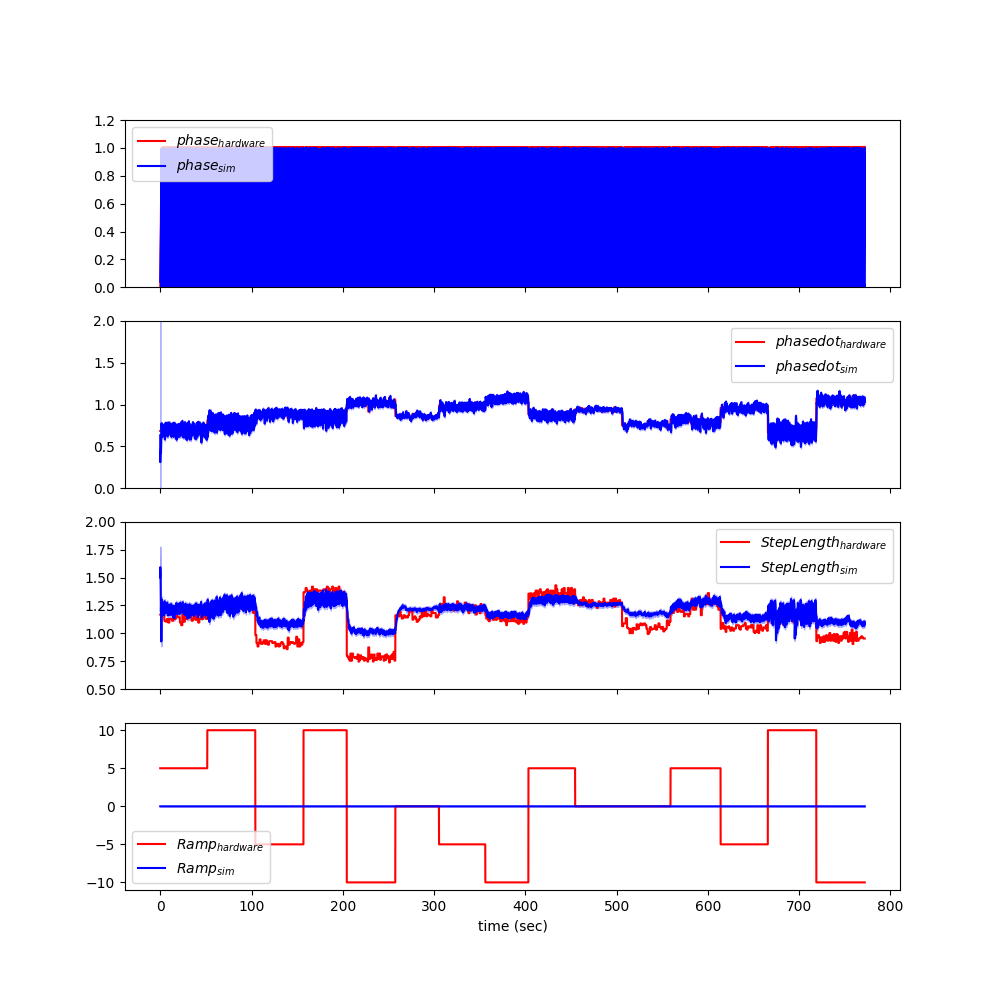 1.2
1.0
0.8
0.6
0.4
0.2
0.0
phase_hardware
phase_sim
2.0
1.5
1.0
0.5
0.0
phasedot_hardware
phasedot_sim
2.00
1.75
1.50
1.25
1.00
0.75
0.50
StepLength_hardware
StepLength_sim
10
5
0
−5
−10
Ramp_hardware
Ramp_sim
0 100 200 300 400 500 600 700 800
time (sec)